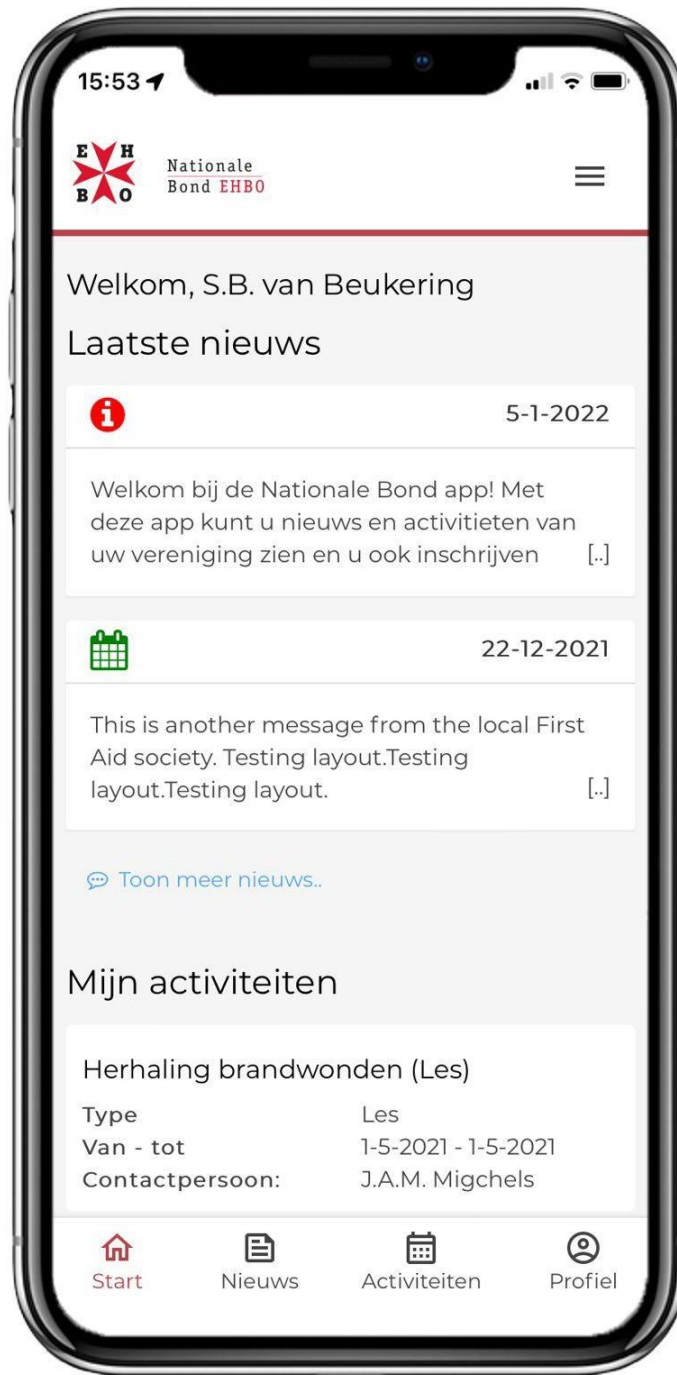 15:53
E H
B O
Nationale
Bond EHBO
Welkom, S.B. van Beukering
Laatste nieuws
5-1-2022
Welkom bij de Nationale Bond app! Met
deze app kunt u nieuws en activitieten van
uw vereniging zien en u ook inschrijven [..]
22-12-2021
This is another message from the local First
Aid society. Testing layout.Testing
layout.Testing layout. [..]
Toon meer nieuws..
Mijn activiteiten
Herhaling brandwonden (Les)
Type Les
Van - tot 1-5-2021 - 1-5-2021
Contactpersoon: J.A.M. Migchels
Start Nieuws Activiteiten Profiel